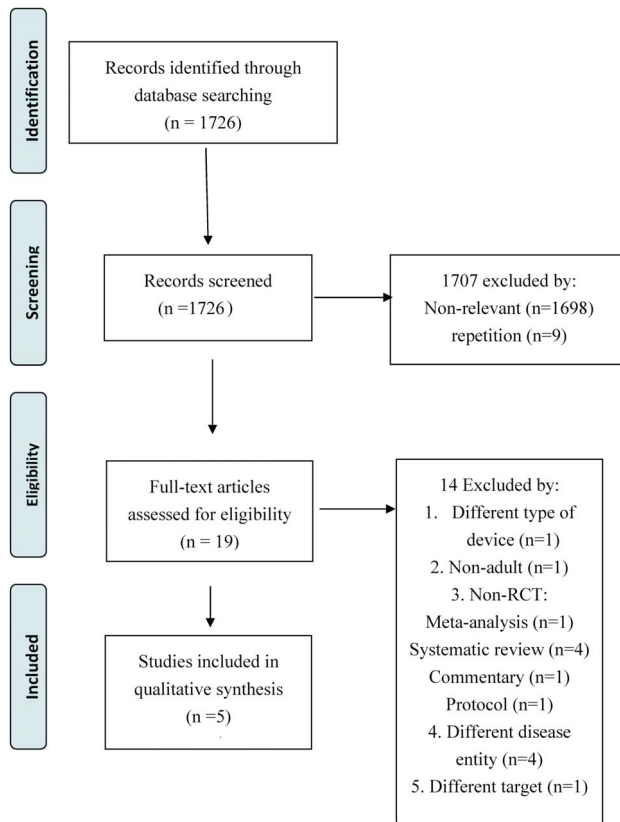 Identification
Records identified through
database searching
(n = 1726)
Screening
Records screened
(n =1726 )
1707 excluded by:
Non-relevant (n=1698)
repetition (n=9)
Eligibility
Full-text articles
assessed for eligibility
(n = 19)
14 Excluded by:
1. Different type of
device (n=1)
2. Non-adult (n=1)
3. Non-RCT:
Meta-analysis (n=1)
Systematic review (n=4)
Commentary (n=1)
Protocol (n=1)
4. Different disease
entity (n=4)
5. Different target (n=1)
Included
Studies included in
qualitative synthesis
(n =5)